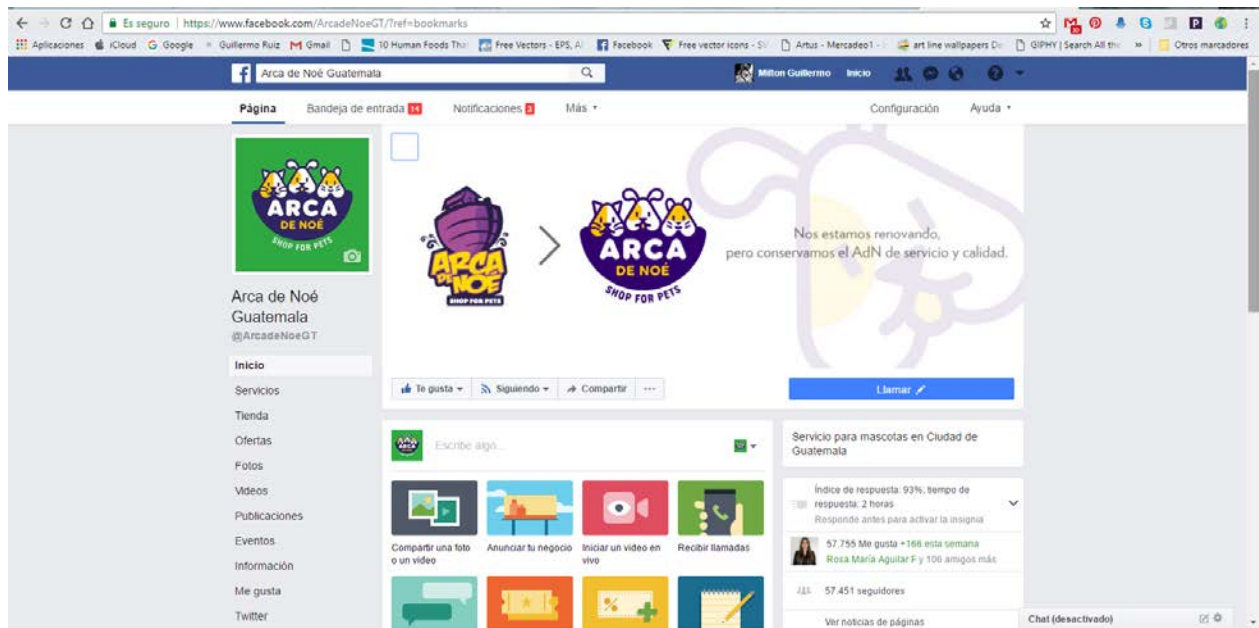 Es seguro | https://www.facebook.com/ArcadeNoeGT/?ref=bookmarks
Aplicaciones iCloud Google Guillermo Ruiz Gmail 10 Human Foods Tha Free Vectors - EPS, A Facebook Free vector icons - SV Artus - Mercadeo1 - art line wallpapers De GIPHY | Search All the » Otros marcadores
Arca de Noé Guatemala
Milton Guillermo Inicio
Página Bandeja de entrada 14 Notificaciones 3 Más Configuración Ayuda
ARCA
DE NOÉ
SHOP FOR PETS
ARCA
DE
NOÉ
SHOP FOR PETS
>
ARCA
DE NOÉ
SHOP FOR PETS
Nos estamos renovando,
pero conservamos el AdN de servicio y calidad.
Arca de Noé
Guatemala
@ArcadeNoeGT
Inicio
Servicios
Tienda
Ofertas
Fotos
Videos
Publicaciones
Eventos
Información
Me gusta
Twitter
Te gusta Siguiendo Compartir ...
Llamar
Escribe algo...
Compartir una foto
o un video
Anunciar tu negocio
Iniciar un video en
vivo
Recibir llamadas
Servicio para mascotas en Ciudad de
Guatemala
Índice de respuesta: 93%; tiempo de
respuesta: 2 horas
Responde antes para activar la insignia
57.755 Me gusta +166 esta semana
Rosa María Aguilar F y 106 amigos más
57.451 seguidores
Ver noticias de páginas
Chat (desactivado)